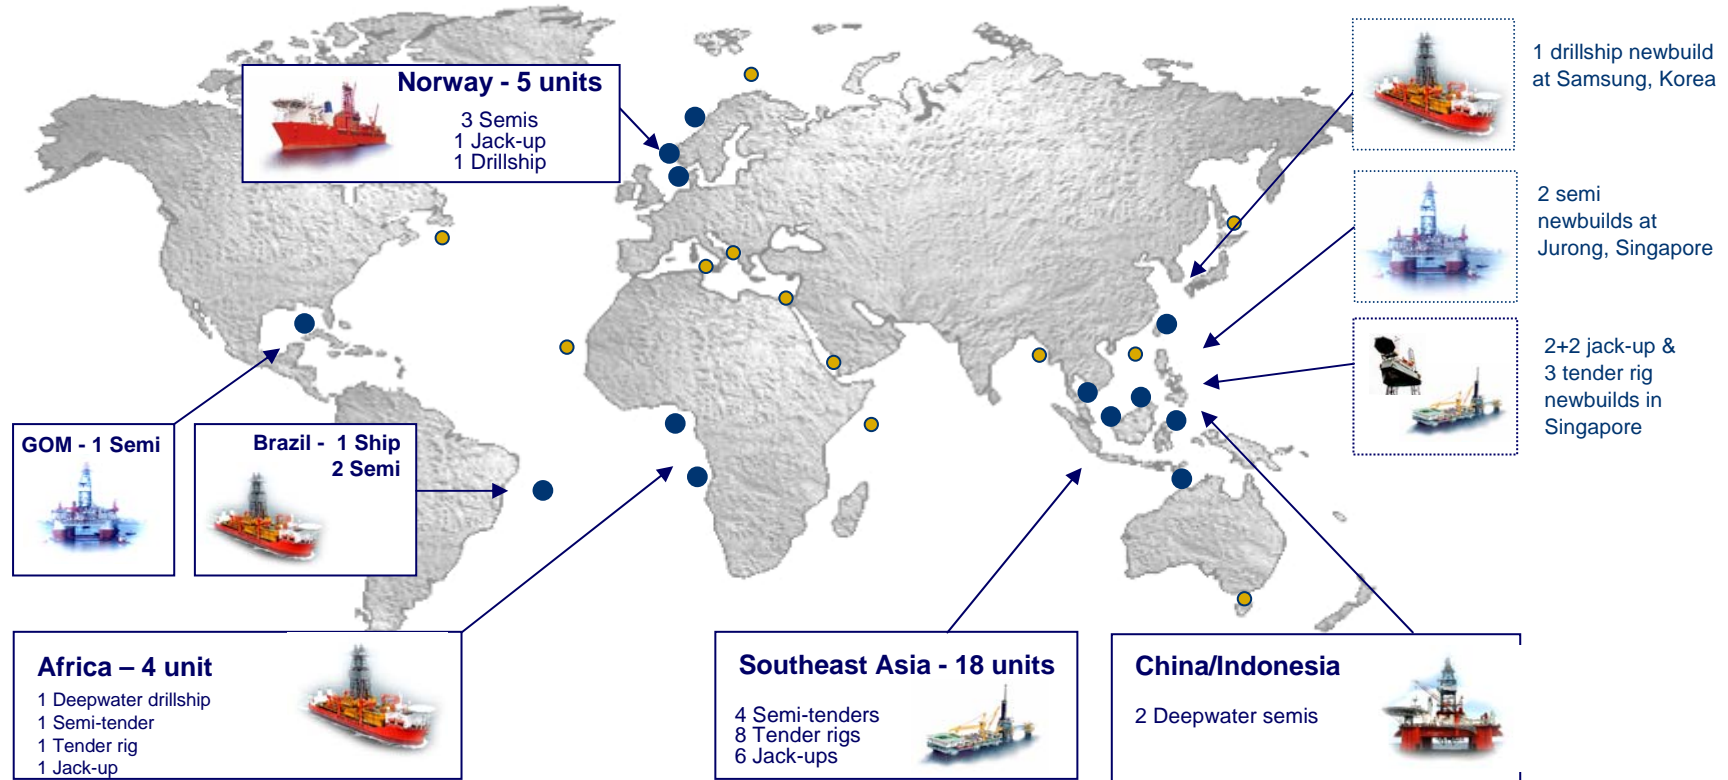 Norway - 5 units
3 Semis
1 Jack-up
1 Drillship
1 drillship newbuild
at Samsung, Korea
2 semi
newbuilds at
Jurong, Singapore
2+2 jack-up &
3 tender rig
newbuilds in
Singapore
GOM - 1 Semi
Brazil -  1 Ship
2 Semi
Africa – 4 unit
1 Deepwater drillship
1 Semi-tender
1 Tender rig
1 Jack-up
Southeast Asia - 18 units
4 Semi-tenders
8 Tender rigs
6 Jack-ups
China/Indonesia
2 Deepwater semis